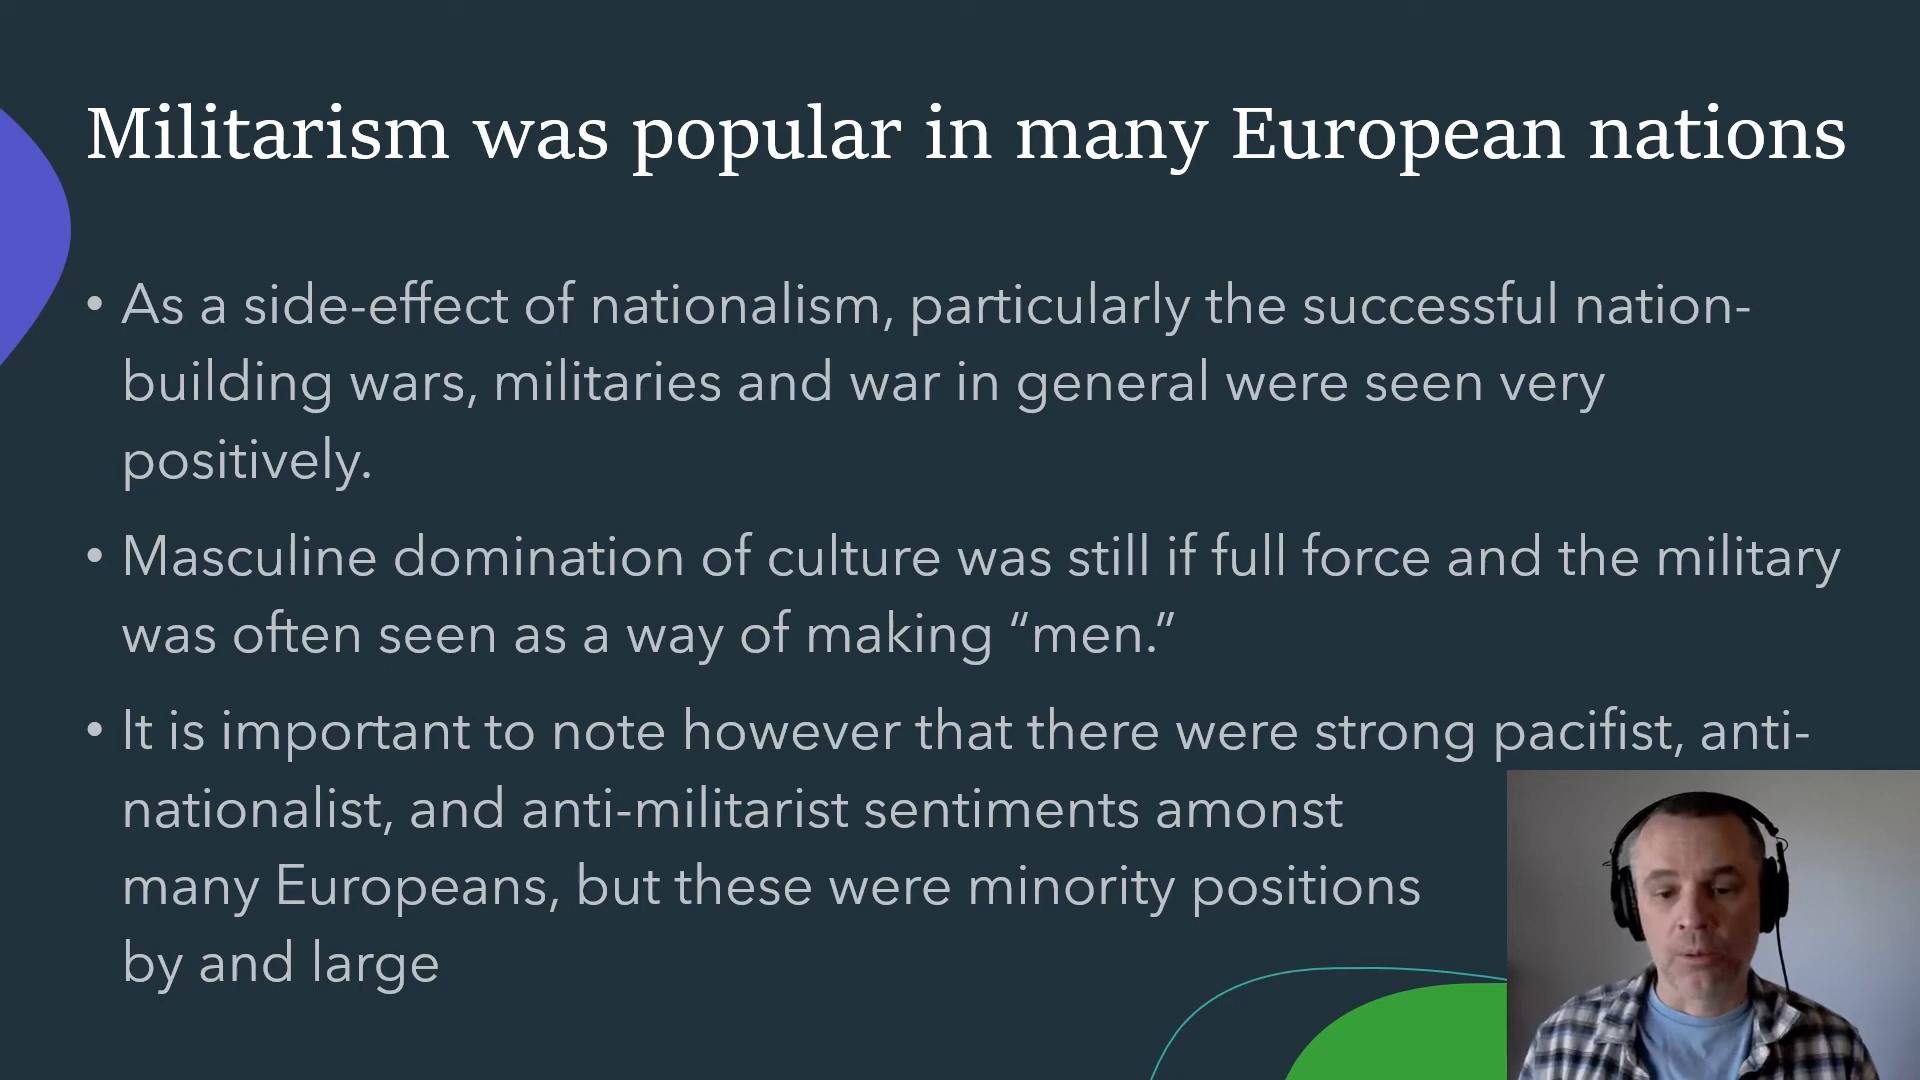 Militarism was popular in many European nations
• As a side-effect of nationalism, particularly the successful nation-
building wars, militaries and war in general were seen very
positively.
• Masculine domination of culture was still if full force and the military
was often seen as a way of making “men.”
• It is important to note however that there were strong pacifist, anti-
nationalist, and anti-militarist sentiments amonst
many Europeans, but these were minority positions
by and large